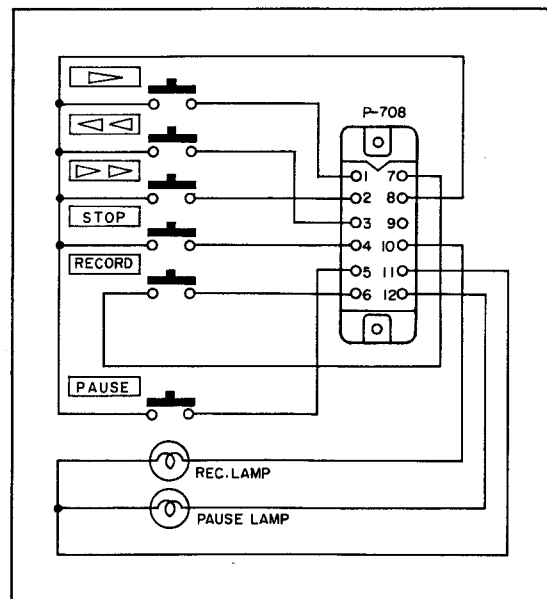 P-708
1 7
2 8
STOP
3 9
4 10
RECORD
5 11
6 12
PAUSE
REC. LAMP
PAUSE LAMP